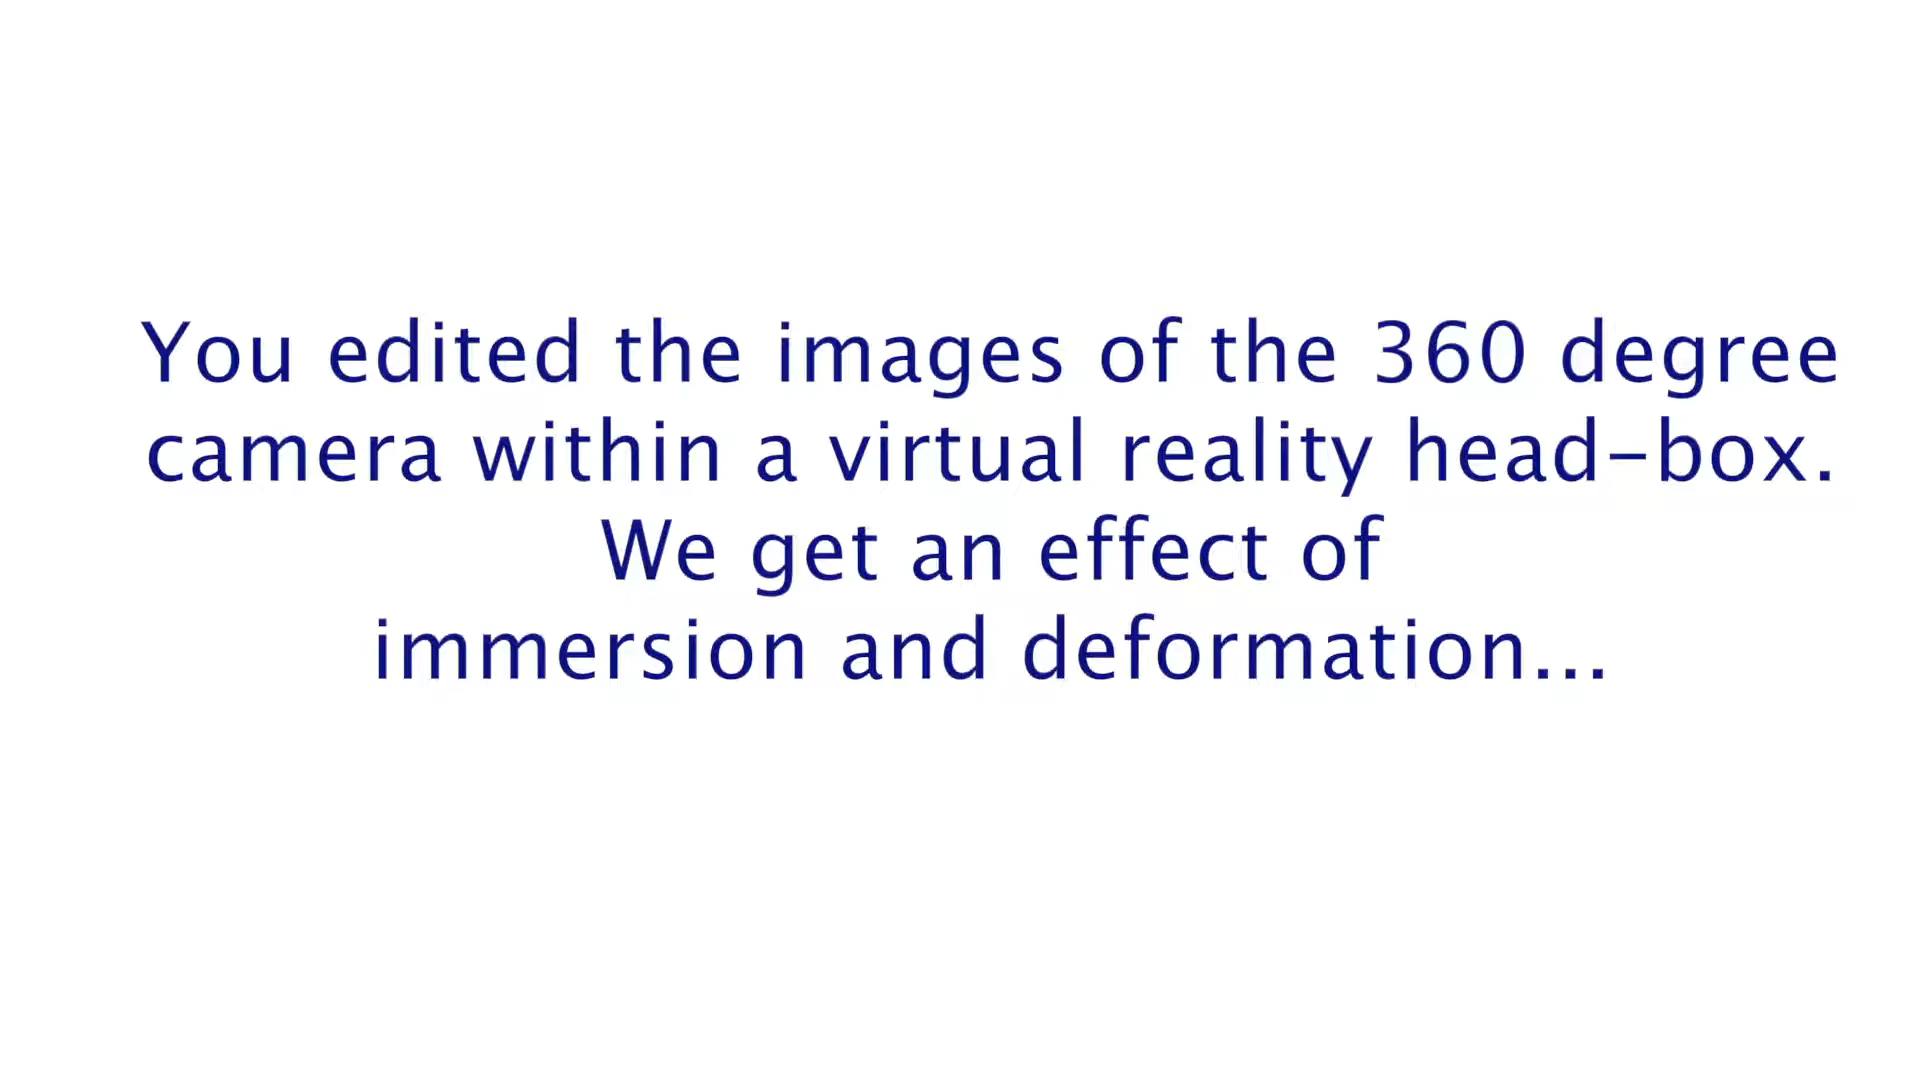 You edited the images of the 360 degree
camera within a virtual reality head-box.
We get an effect of
immersion and deformation...